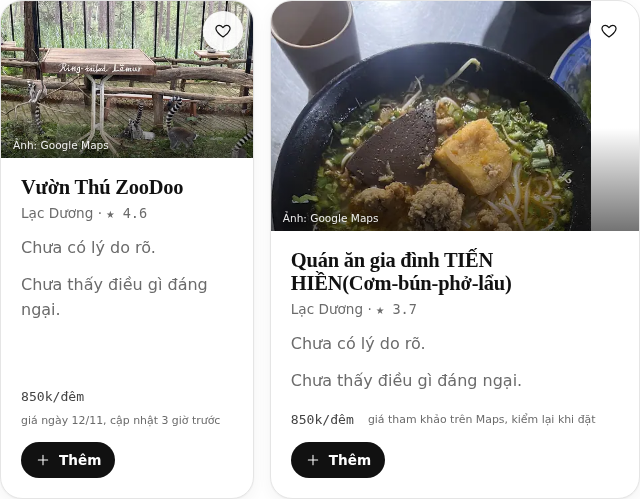 Ring-tailed Lemur
Ảnh: Google Maps
Vườn Thú ZooDoo
Lạc Dương · ★ 4.6
Chưa có lý do rõ.
Chưa thấy điều gì đáng
ngại.
850k/đêm
giá ngày 12/11, cập nhật 3 giờ trước
+ Thêm
Ảnh: Google Maps
Quán ăn gia đình TIẾN
HIỀN(Cơm-bún-phở-lẩu)
Lạc Dương · ★ 3.7
Chưa có lý do rõ.
Chưa thấy điều gì đáng ngại.
850k/đêm giá tham khảo trên Maps, kiểm lại khi đặt
+ Thêm